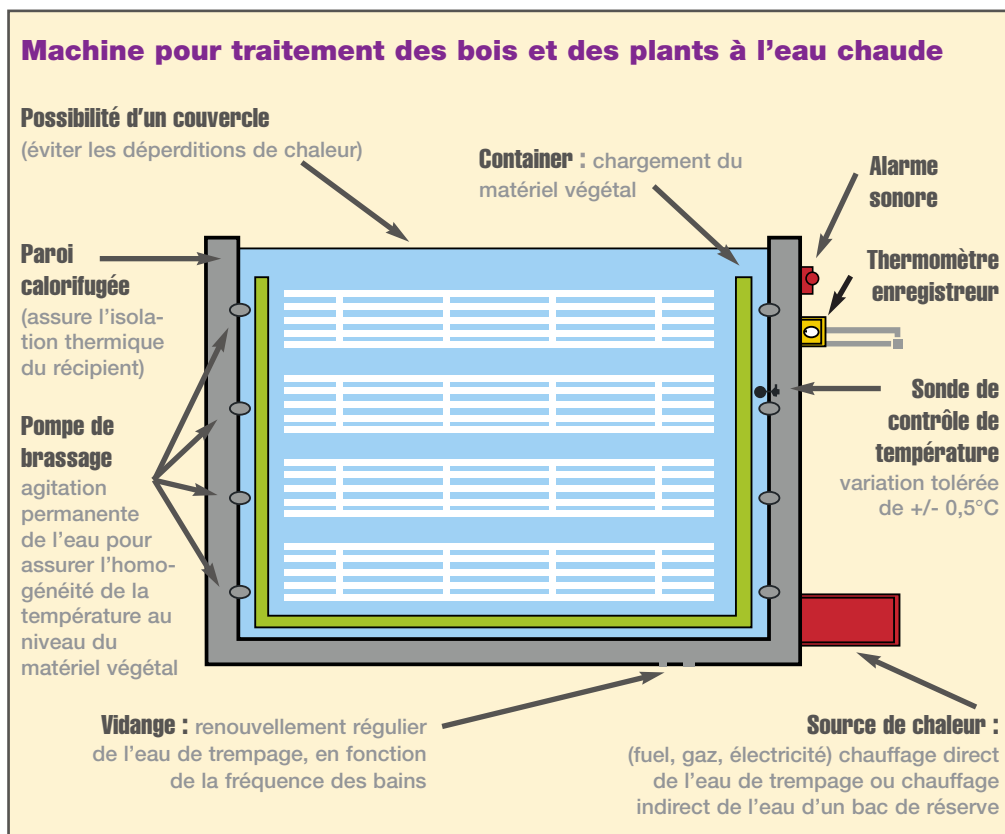 Machine pour traitement des bois et des plants à l'eau chaude
Possibilité d'un couvercle
(éviter les déperditions de chaleur)
Container : chargement du
matériel végétal
Alarme
sonore
Paroi
calorifugée
(assure l'isola-
tion thermique
du récipient)
Thermomètre
enregistreur
Pompe de
brassage
agitation
permanente
de l'eau pour
assurer l'homo-
généité de la
température au
niveau du
matériel végétal
Sonde de
contrôle de
température
variation tolérée
de +/- 0,5°C
Vidange : renouvellement régulier
de l'eau de trempage, en fonction
de la fréquence des bains
Source de chaleur :
(fuel, gaz, électricité) chauffage direct
de l'eau de trempage ou chauffage
indirect de l'eau d'un bac de réserve